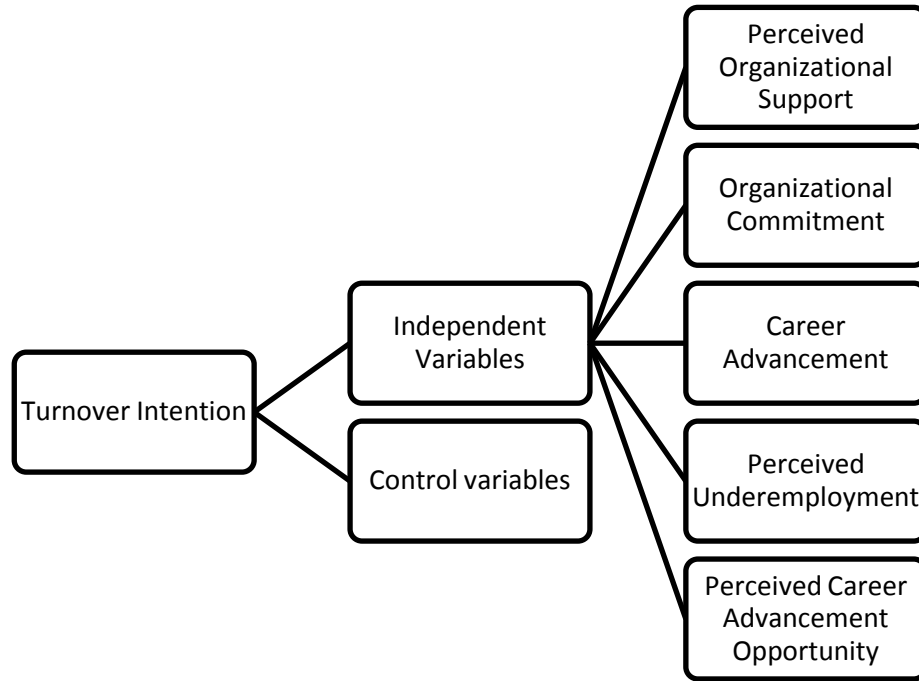 Turnover Intention
Independent
Variables
Control variables
Perceived
Organizational
Support
Organizational
Commitment
Career
Advancement
Perceived
Underemployment
Perceived Career
Advancement
Opportunity